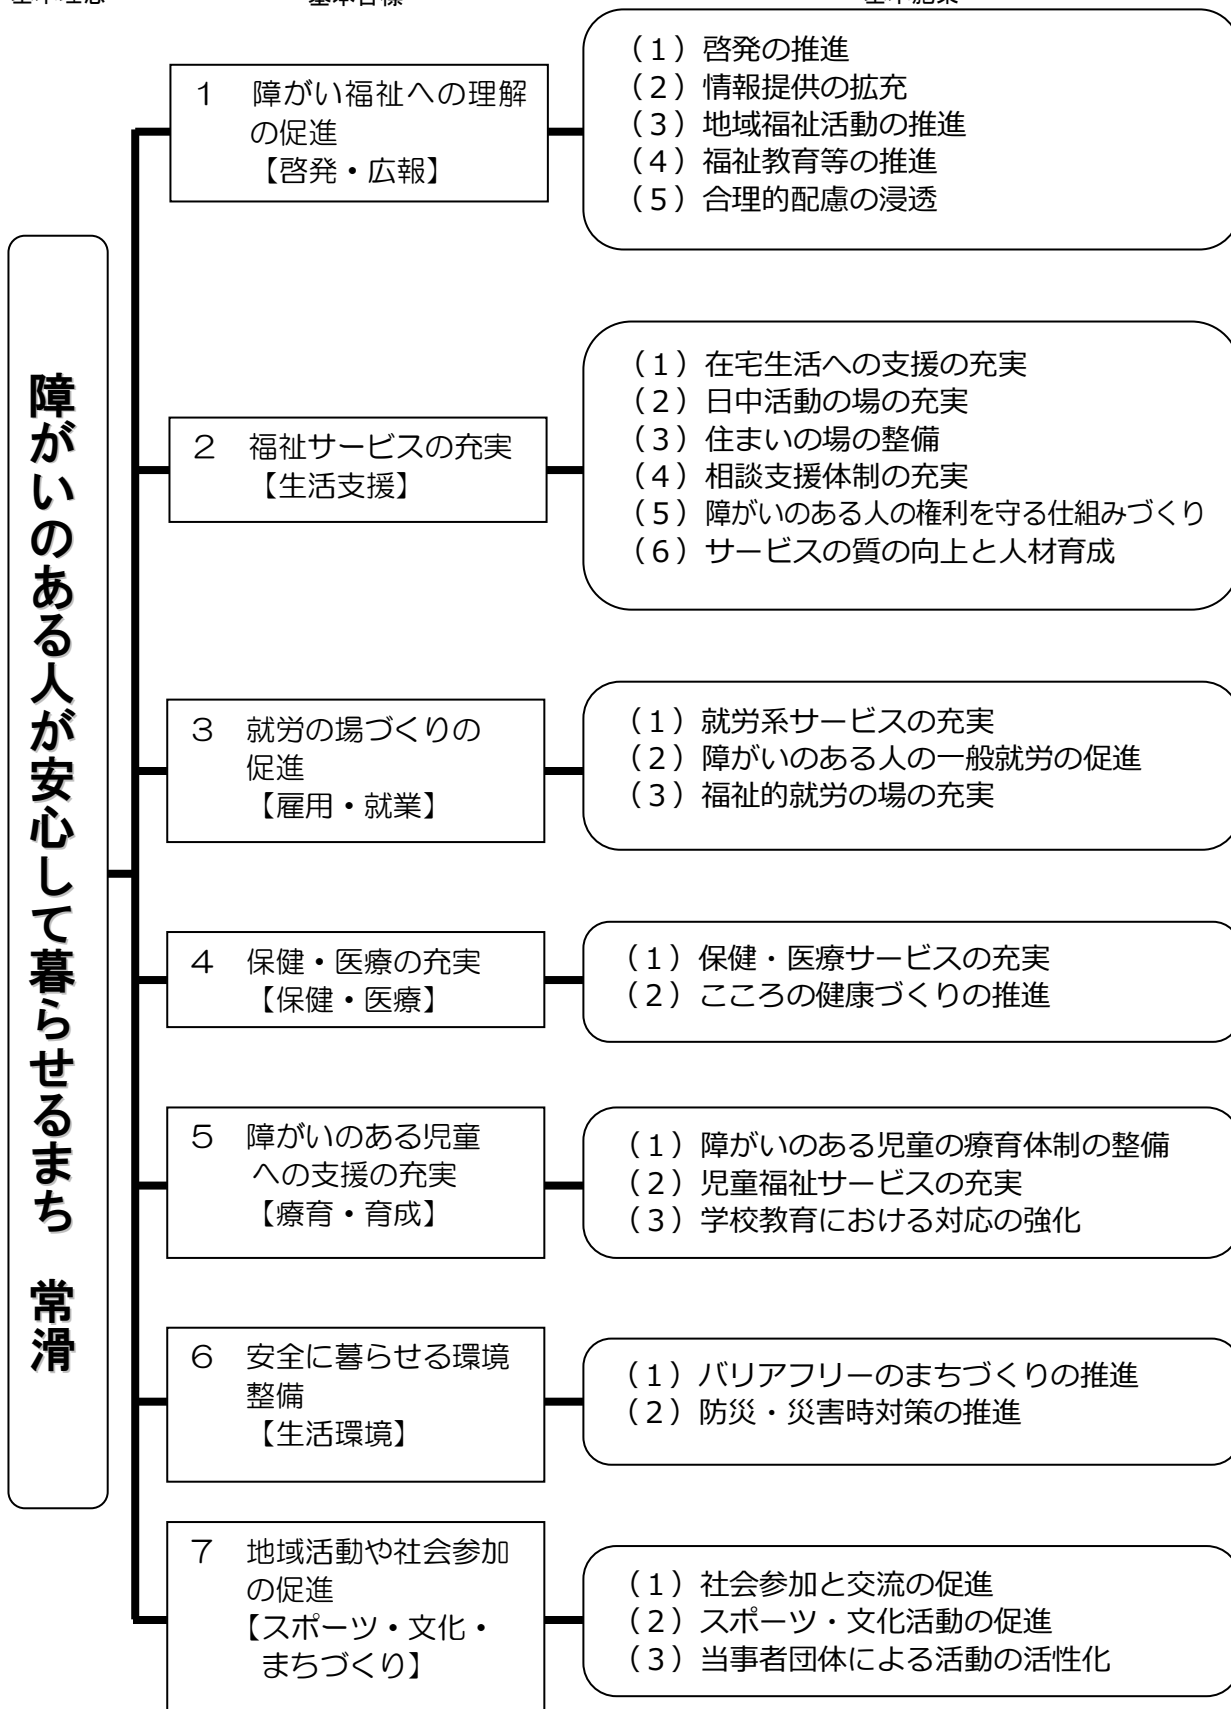 基本理念
基本目標
基本施策
障がいのある人が安心して暮らせるまち　常滑
１　障がい福祉への理解
の促進
【啓発・広報】
（１）啓発の推進
（２）情報提供の拡充
（３）地域福祉活動の推進
（４）福祉教育等の推進
（５）合理的配慮の浸透
２　福祉サービスの充実
【生活支援】
（１）在宅生活への支援の充実
（２）日中活動の場の充実
（３）住まいの場の整備
（４）相談支援体制の充実
（５）障がいのある人の権利を守る仕組みづくり
（６）サービスの質の向上と人材育成
３　就労の場づくりの
促進
【雇用・就業】
（１）就労系サービスの充実
（２）障がいのある人の一般就労の促進
（３）福祉的就労の場の充実
４　保健・医療の充実
【保健・医療】
（１）保健・医療サービスの充実
（２）こころの健康づくりの推進
５　障がいのある児童
への支援の充実
【療育・育成】
（１）障がいのある児童の療育体制の整備
（２）児童福祉サービスの充実
（３）学校教育における対応の強化
６　安全に暮らせる環境
整備
【生活環境】
（１）バリアフリーのまちづくりの推進
（２）防災・災害時対策の推進
７　地域活動や社会参加
の促進
【スポーツ・文化・
まちづくり】
（１）社会参加と交流の促進
（２）スポーツ・文化活動の促進
（３）当事者団体による活動の活性化